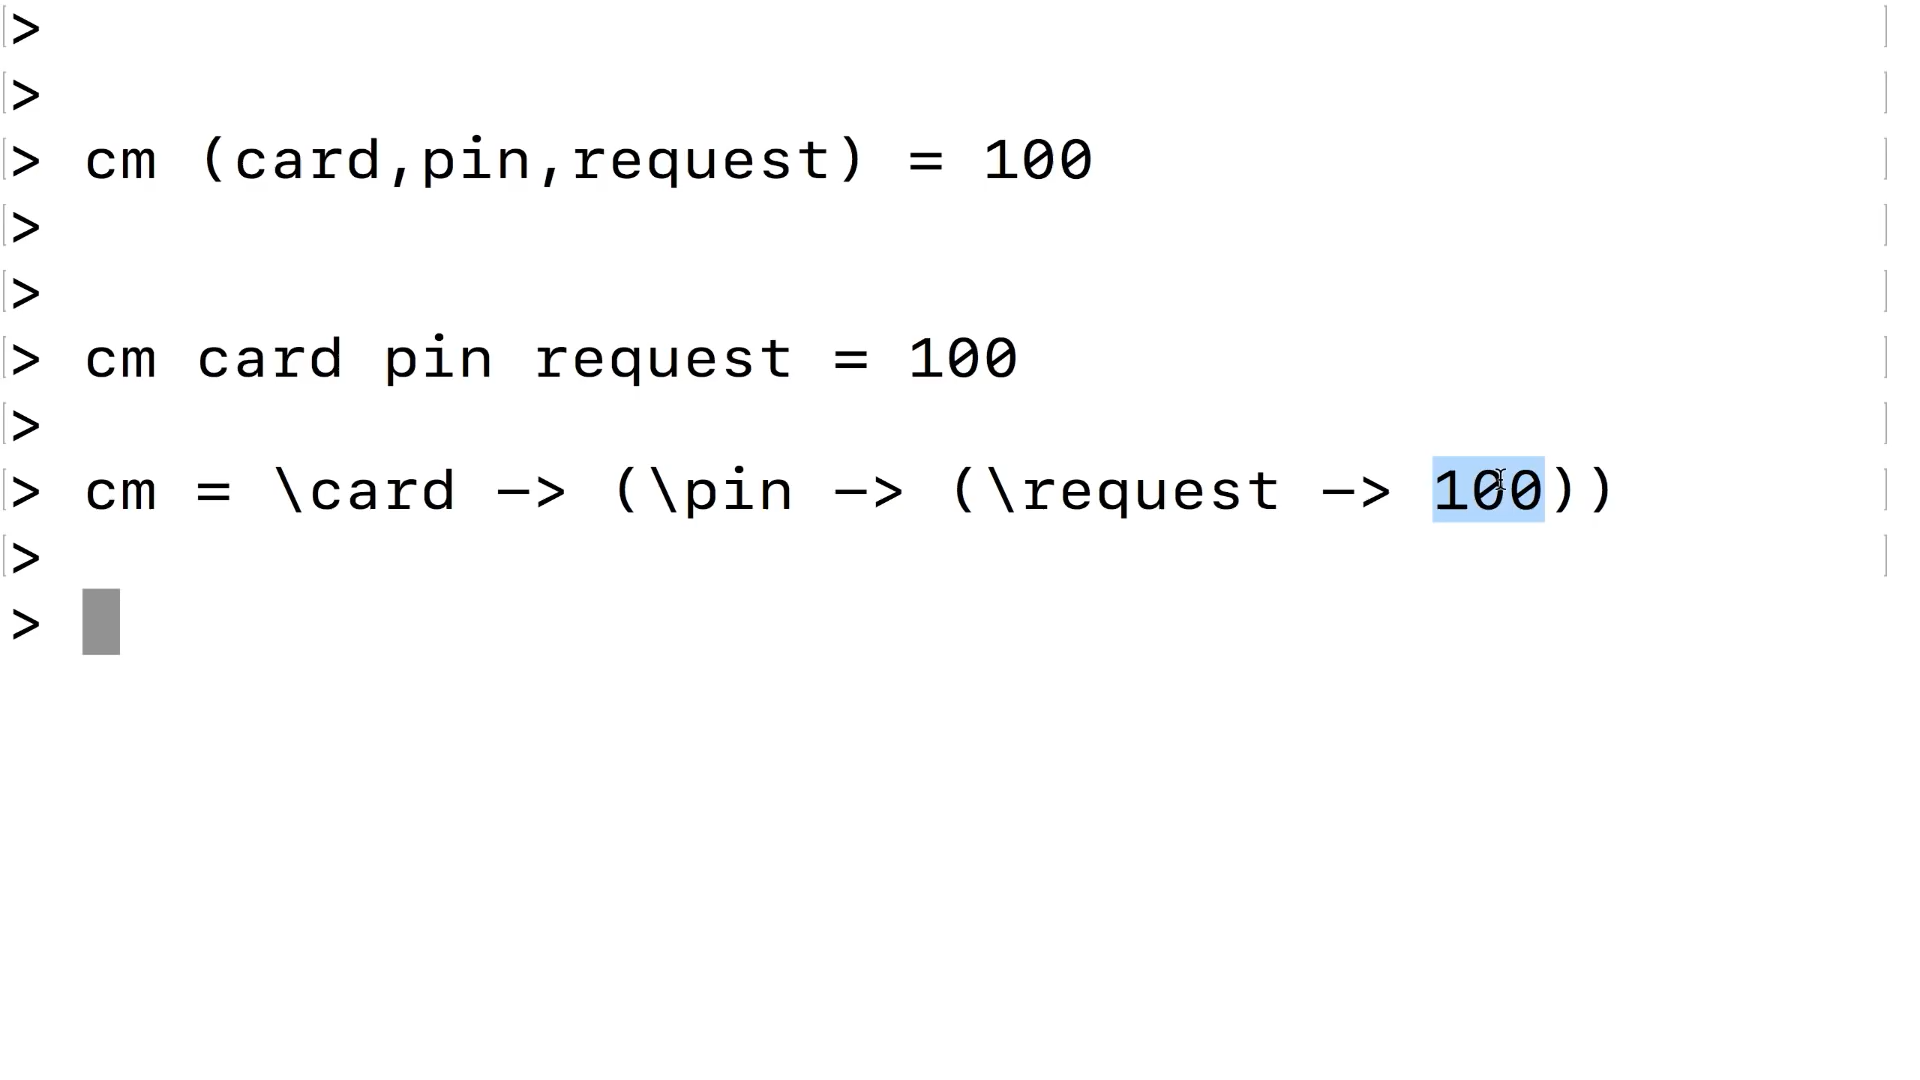 >
>
> cm (card,pin,request) = 100
>
>
> cm card pin request = 100
>
> cm = \card -> (\pin -> (\request -> 100))
>
>